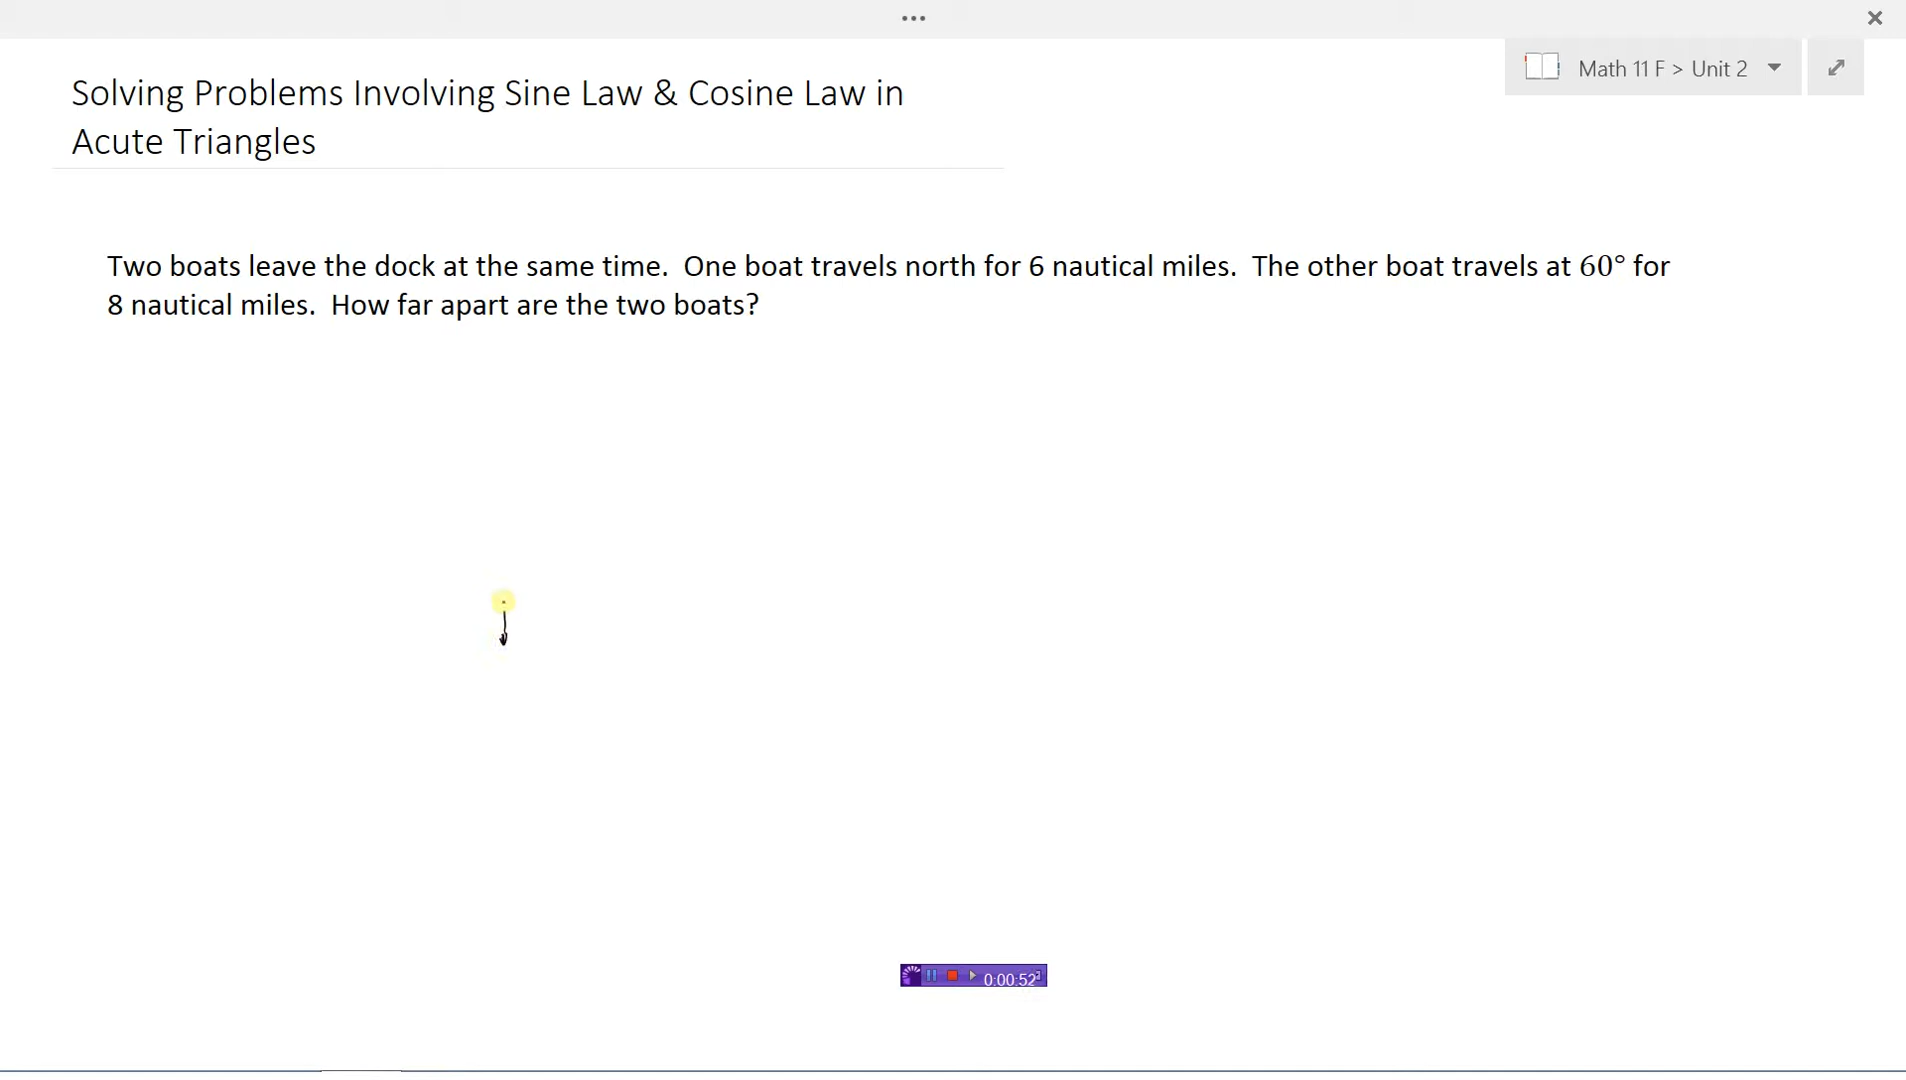 •••
Math 11 F > Unit 2
Solving Problems Involving Sine Law & Cosine Law in
Acute Triangles
Two boats leave the dock at the same time. One boat travels north for 6 nautical miles. The other boat travels at 60° for
8 nautical miles. How far apart are the two boats?
0:00:52